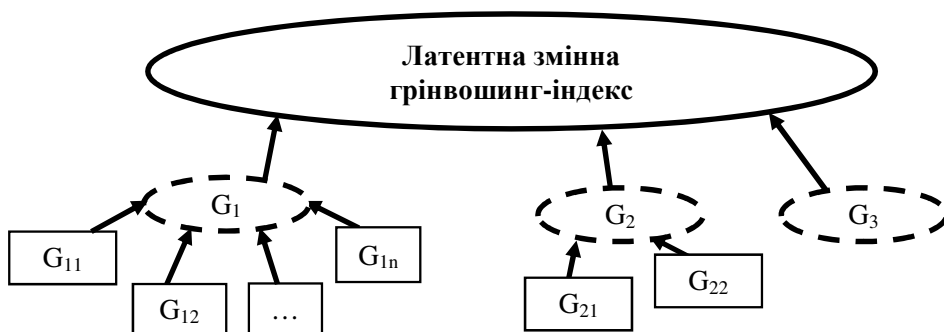 Латентна змінна
грінвошинг-індекс
G₁
G₂
G₃
G₁₁
G₁₂
…
G₁ₙ
G₂₁
G₂₂